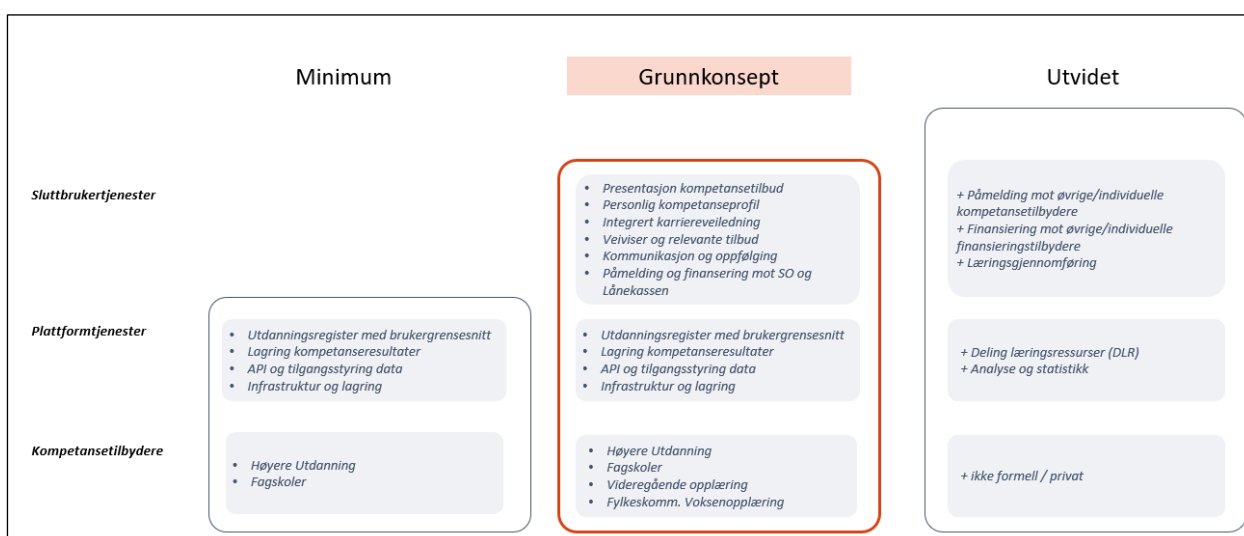 Minimum
Grunnkonsept
Utvidet
Sluttbrukertjenester
• Presentasjon kompetansetilbud
• Personlig kompetanseprofil
• Integrert karriereveiledning
• Veiviser og relevante tilbud
• Kommunikasjon og oppfølging
• Påmelding og finansering mot SO og
Lånekassen
+ Påmelding mot øvrige/individuelle
kompetansetilbydere
+ Finansiering mot øvrige/individuelle
finansieringstilbydere
+ Læringsgjennomføring
Plattformtjenester
• Utdanningsregister med brukergrensesnitt
• Lagring kompetanseresultater
• API og tilgangsstyring data
• Infrastruktur og lagring
• Utdanningsregister med brukergrensesnitt
• Lagring kompetanseresultater
• API og tilgangsstyring data
• Infrastruktur og lagring
+ Deling læringsressurser (DLR)
+ Analyse og statistikk
Kompetansetilbydere
• Høyere Utdanning
• Fagskoler
• Høyere Utdanning
• Fagskoler
• Videregående opplæring
• Fylkeskomm. Voksenopplæring
+ ikke formell / privat